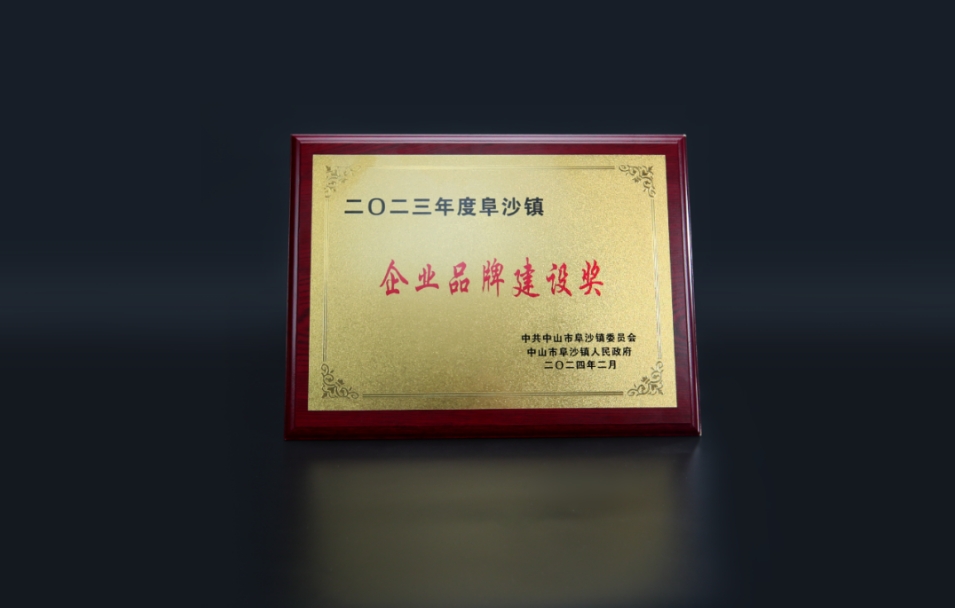 二〇二三年度阜沙镇
企业品牌建设奖
中共中山市阜沙镇委员会
中山市阜沙镇人民政府
二〇二四年二月